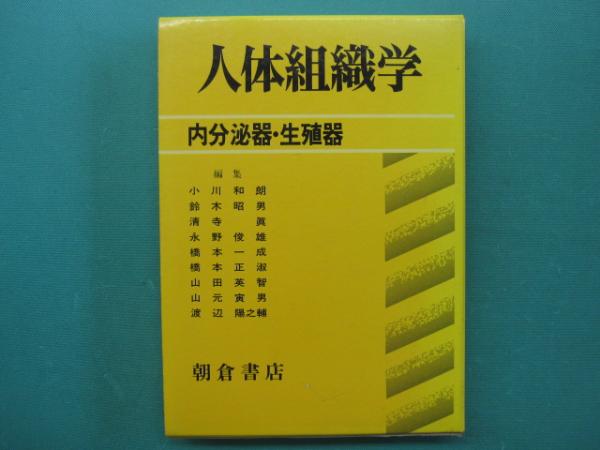 人体組織学
内分泌器・生殖器
編集
小川和朗
鈴木昭男
清寺眞
永野俊雄
橋本一成
橋本正淑
山田英智
山元寅男
渡辺陽之輔
朝倉書店